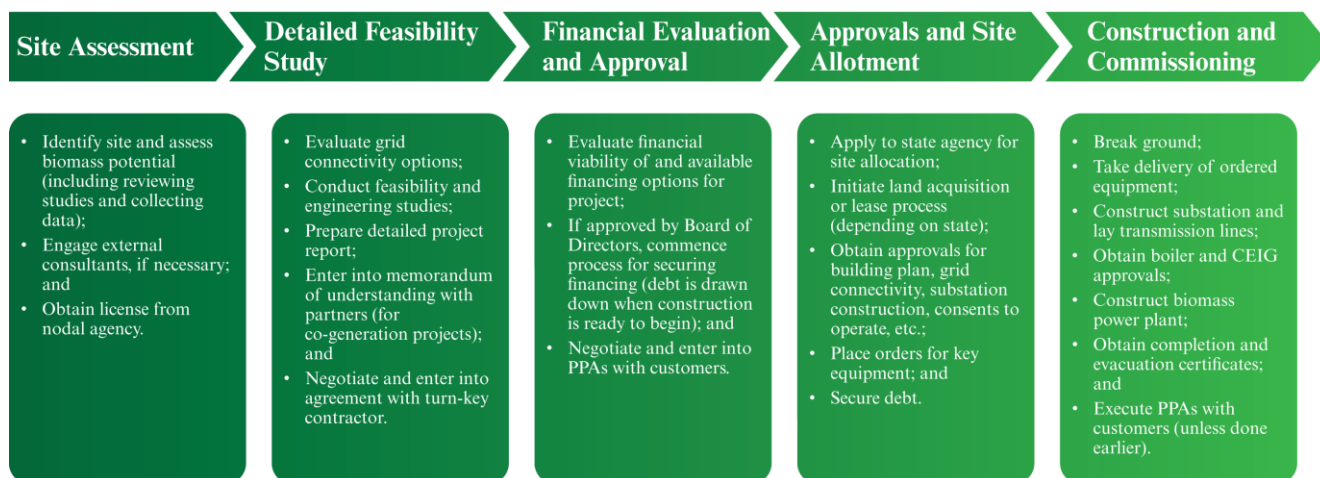 Site Assessment
Detailed Feasibility
Study
Financial Evaluation
and Approval
Approvals and Site
Allotment
Construction and
Commissioning
• Identify site and assess
biomass potential
(including reviewing
studies and collecting
data);
• Engage external
consultants, if necessary;
and
• Obtain license from
nodal agency.
• Evaluate grid
connectivity options;
• Conduct feasibility and
engineering studies;
• Prepare detailed project
report;
• Enter into memorandum
of understanding with
partners (for
co-generation projects);
and
• Negotiate and enter into
agreement with turn-key
contractor.
• Evaluate financial
viability of and available
financing options for
project;
• If approved by Board of
Directors, commence
process for securing
financing (debt is drawn
down when construction
is ready to begin); and
• Negotiate and enter into
PPAs with customers.
• Apply to state agency for
site allocation;
• Initiate land acquisition
or lease process
(depending on state);
• Obtain approvals for
building plan, grid
connectivity, substation
construction, consents to
operate, etc.;
• Place orders for key
equipment; and
• Secure debt.
• Break ground;
• Take delivery of ordered
equipment;
• Construct substation and
lay transmission lines;
• Obtain boiler and CEIG
approvals;
• Construct biomass
power plant;
• Obtain completion and
evacuation certificates;
and
• Execute PPAs with
customers (unless done
earlier).